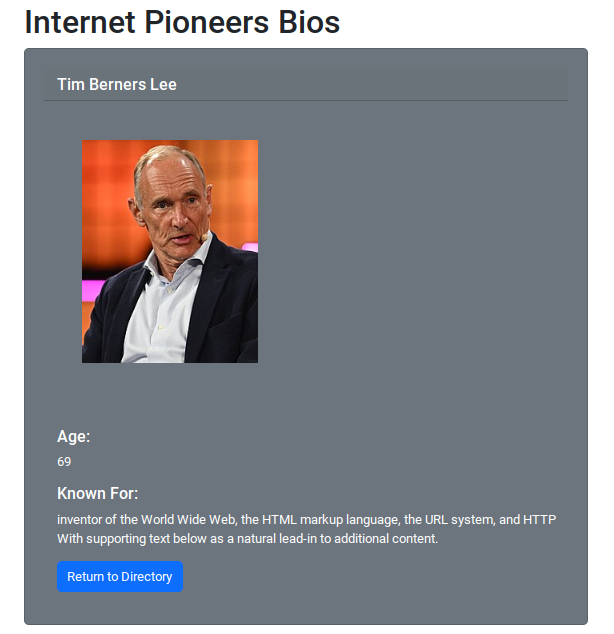 Internet Pioneers Bios
Tim Berners Lee
Age:
69
Known For:
inventor of the World Wide Web, the HTML markup language, the URL system, and HTTP
With supporting text below as a natural lead-in to additional content.
Return to Directory